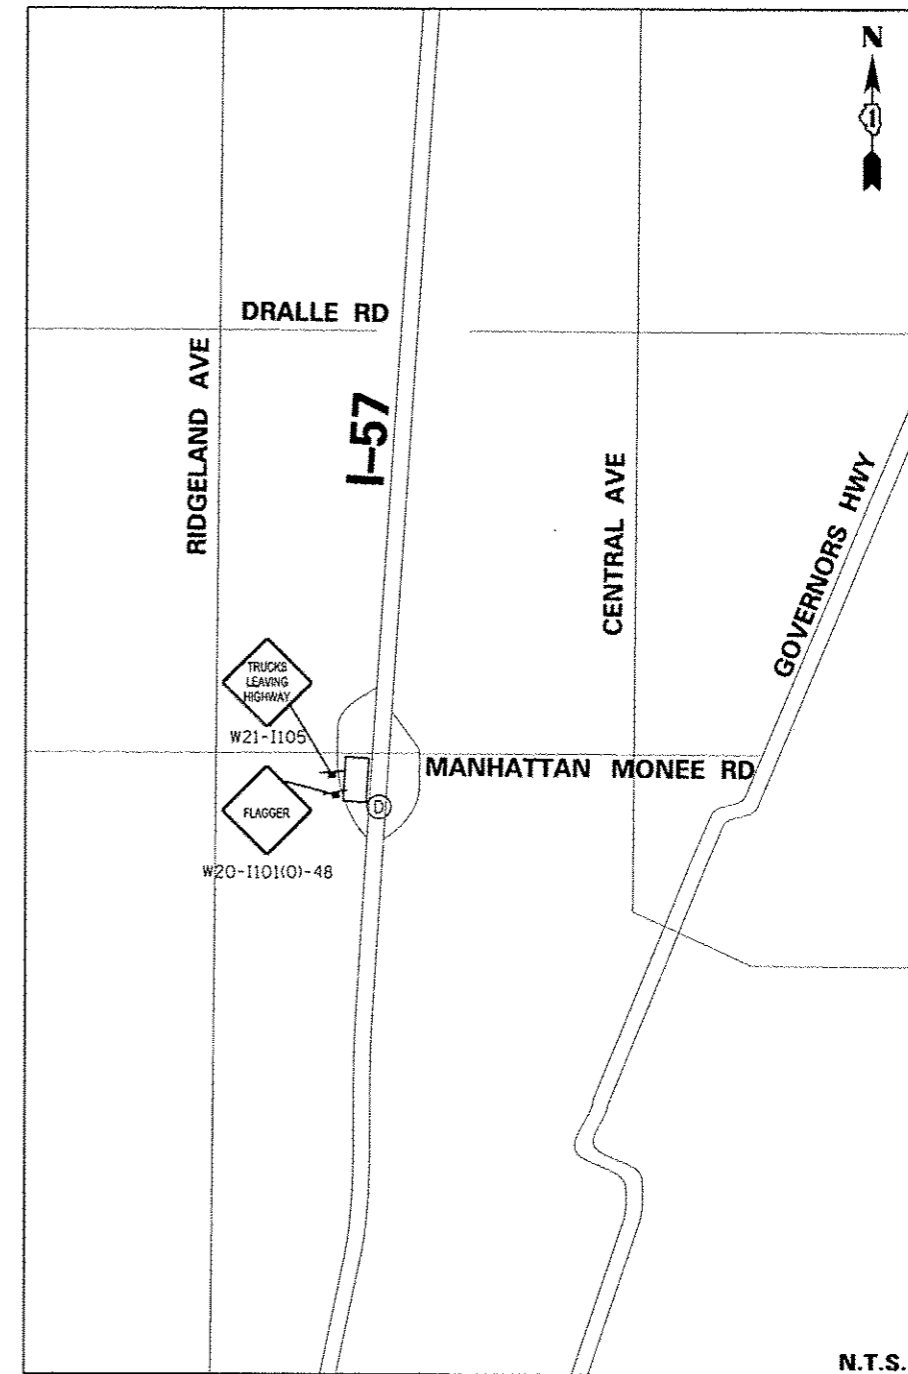 N
1
DRALLE RD
RIDGELAND AVE
I-57
CENTRAL AVE
GOVERNORS HWY
TRUCKS
LEAVING
HIGHWAY
W21-I105
MANHATTAN MONEE RD
FLAGGER
D
W20-I101(O)-48
N.T.S.